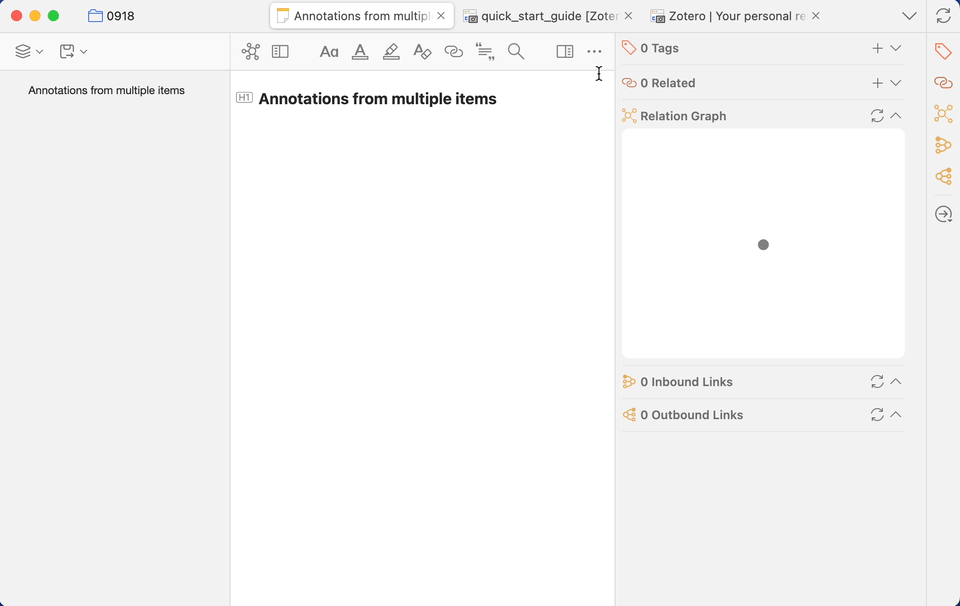 0918
Annotations from multipl
quick_start_guide [Zoter
Zotero | Your personal re
Aa
A
A
Annotations from multiple items
H1 Annotations from multiple items
0 Tags
0 Related
Relation Graph
0 Inbound Links
0 Outbound Links